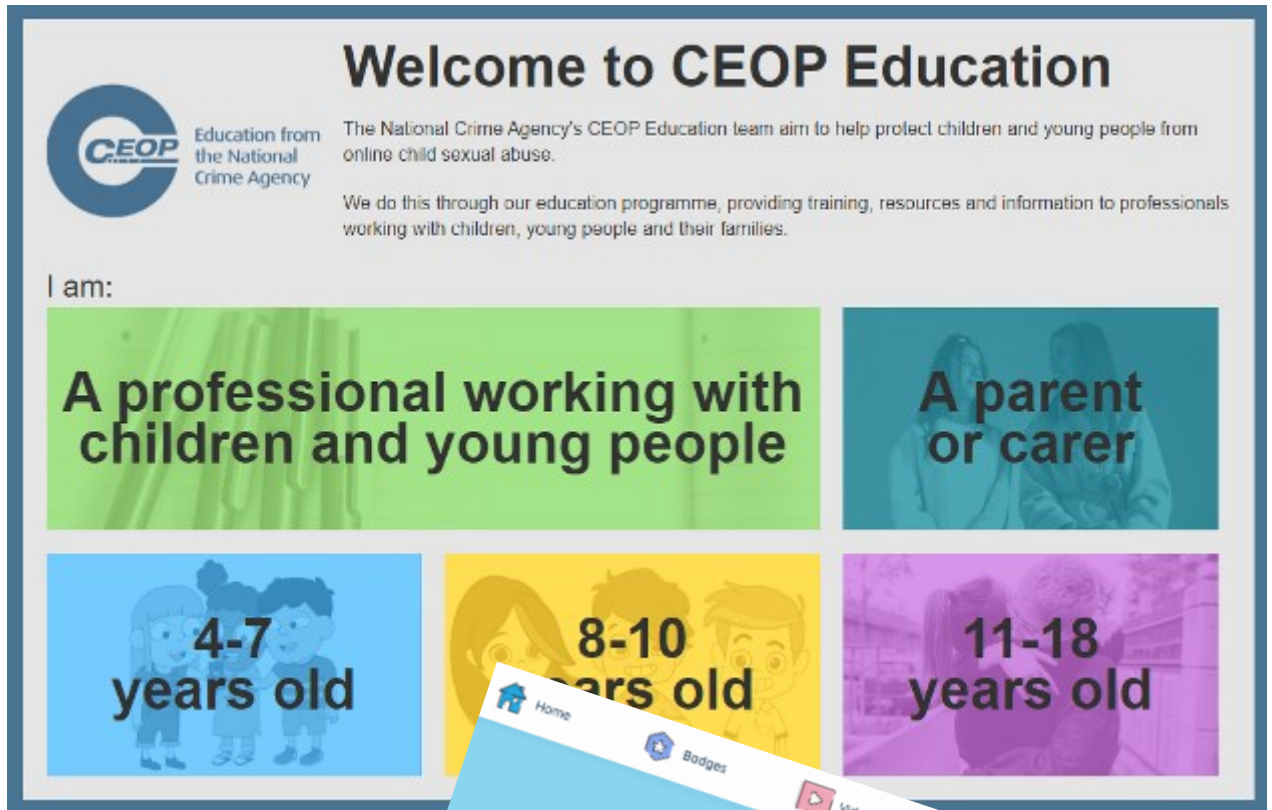 Welcome to CEOP Education
CEOP
Education from
the National
Crime Agency
The National Crime Agency's CEOP Education team aim to help protect children and young people from
online child sexual abuse.
We do this through our education programme, providing training, resources and information to professionals
working with children, young people and their families.
I am:
A professional working with
children and young people
A parent
or carer
4-7
years old
8-10
old
11-18
years old
Home
Badges